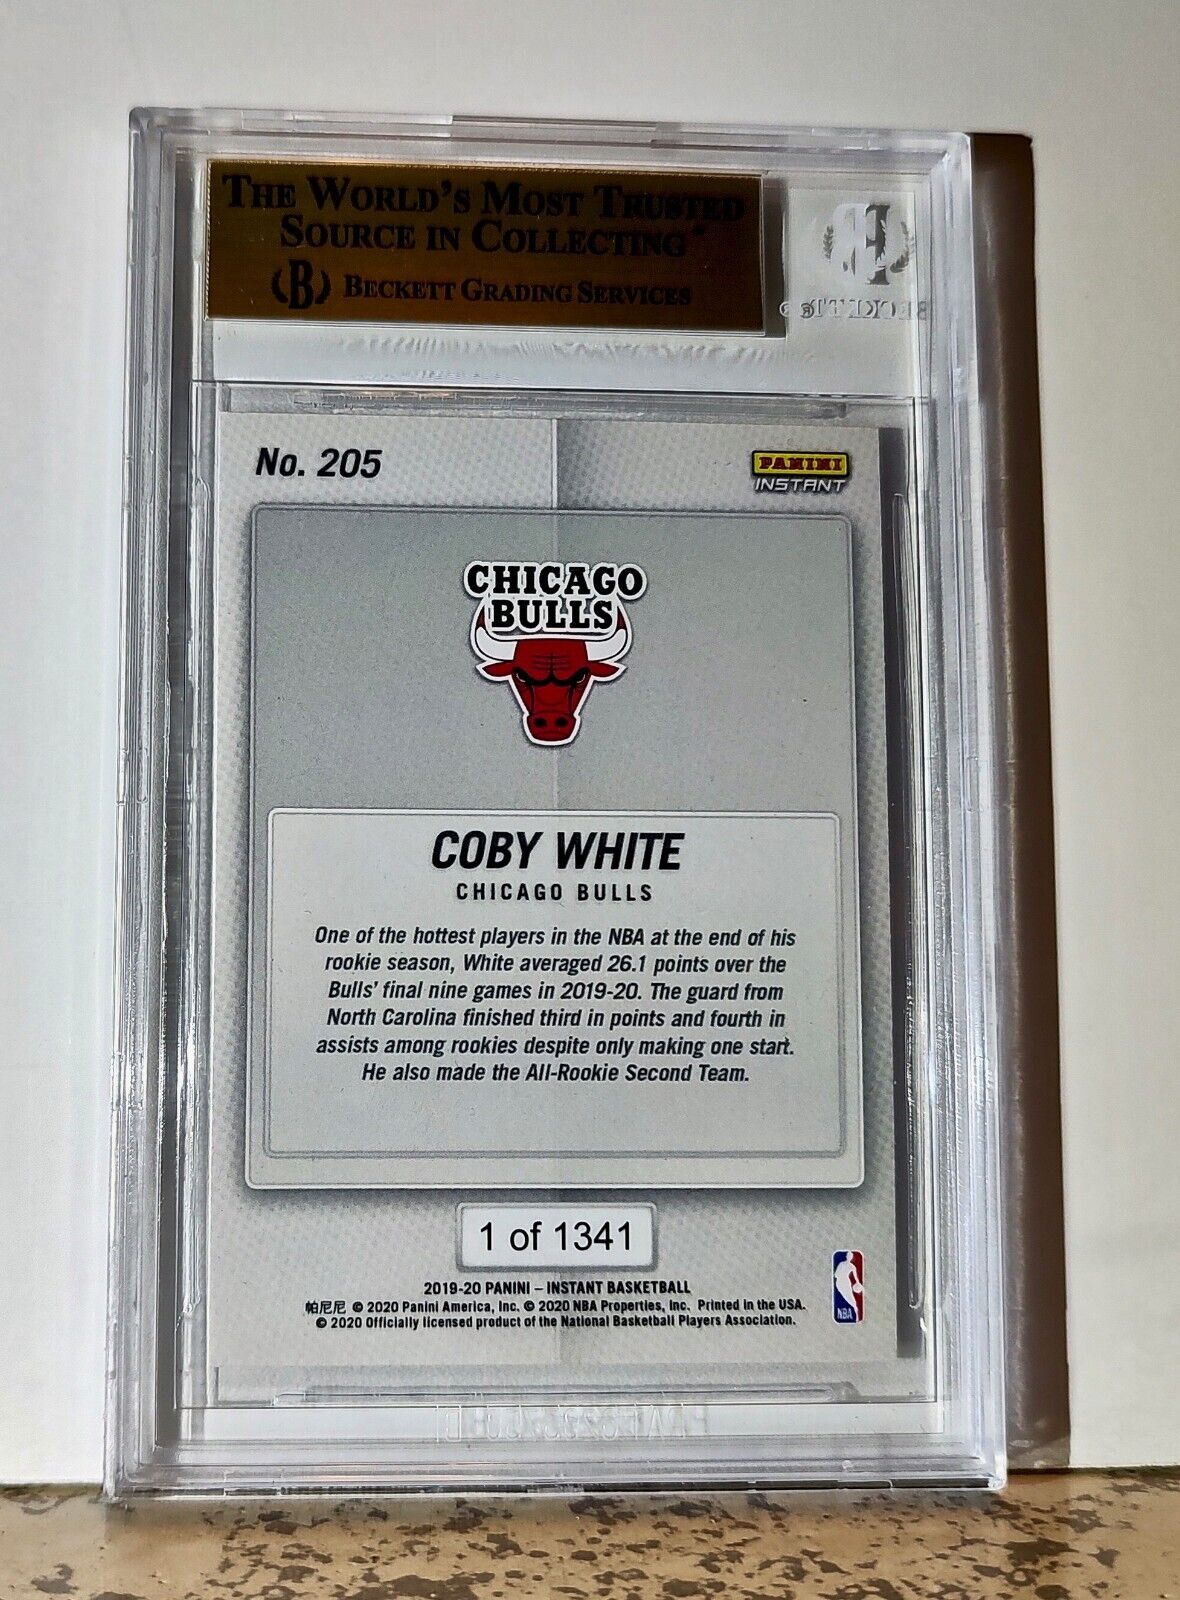 THE WORLD'S MOST TRUSTED
SOURCE IN COLLECTING®
B BECKETT GRADING SERVICES
BECKETT
No. 205
PANINI
INSTANT
CHICAGO
BULLS
COBY WHITE
CHICAGO BULLS
One of the hottest players in the NBA at the end of his
rookie season, White averaged 26.1 points over the
Bulls' final nine games in 2019-20. The guard from
North Carolina finished third in points and fourth in
assists among rookies despite only making one start.
He also made the All-Rookie Second Team.
1 of 1341
2019-20 PANINI – INSTANT BASKETBALL
帕尼尼 © 2020 Panini America, Inc. © 2020 NBA Properties, Inc. Printed in the USA.
© 2020 Officially licensed product of the National Basketball Players Association.
NBA